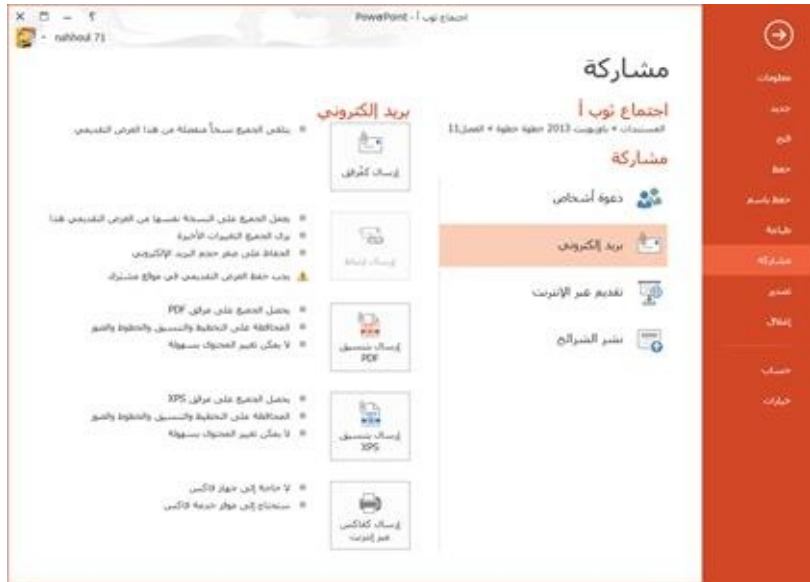 اجتماع ثوب أ - PowerPoint
nahhoul 71
معلومات
جديد
فتح
حفظ
حفظ باسم
طباعة
مشاركة
تصدير
إغلاق
حساب
خيارات
مشاركة
اجتماع ثوب أ
المستندات » باوربوينت 2013 خطوة خطوة » الفصل11
مشاركة
دعوة أشخاص
بريد إلكتروني
تقديم عبر الإنترنت
نشر الشرائح
بريد إلكتروني
إرسال كمُرفق
يتلقى الجميع نسخاً منفصلة من هذا العرض التقديمي
إرسال ارتباط
يعمل الجميع على النسخة نفسها من العرض التقديمي هذا
يرى الجميع التغييرات الأخيرة
الحفاظ على صغر حجم البريد الإلكتروني
يجب حفظ العرض التقديمي في موقع مشترك
إرسال بتنسيق
PDF
يحصل الجميع على مرفق PDF
المحافظة على التخطيط والتنسيق والخطوط والصور
لا يمكن تغيير المحتوى بسهولة
إرسال بتنسيق
XPS
يحصل الجميع على مرفق XPS
المحافظة على التخطيط والتنسيق والخطوط والصور
لا يمكن تغيير المحتوى بسهولة
إرسال كفاكس
عبر إنترنت
لا حاجة إلى جهاز فاكس
ستحتاج إلى موفر خدمة فاكس